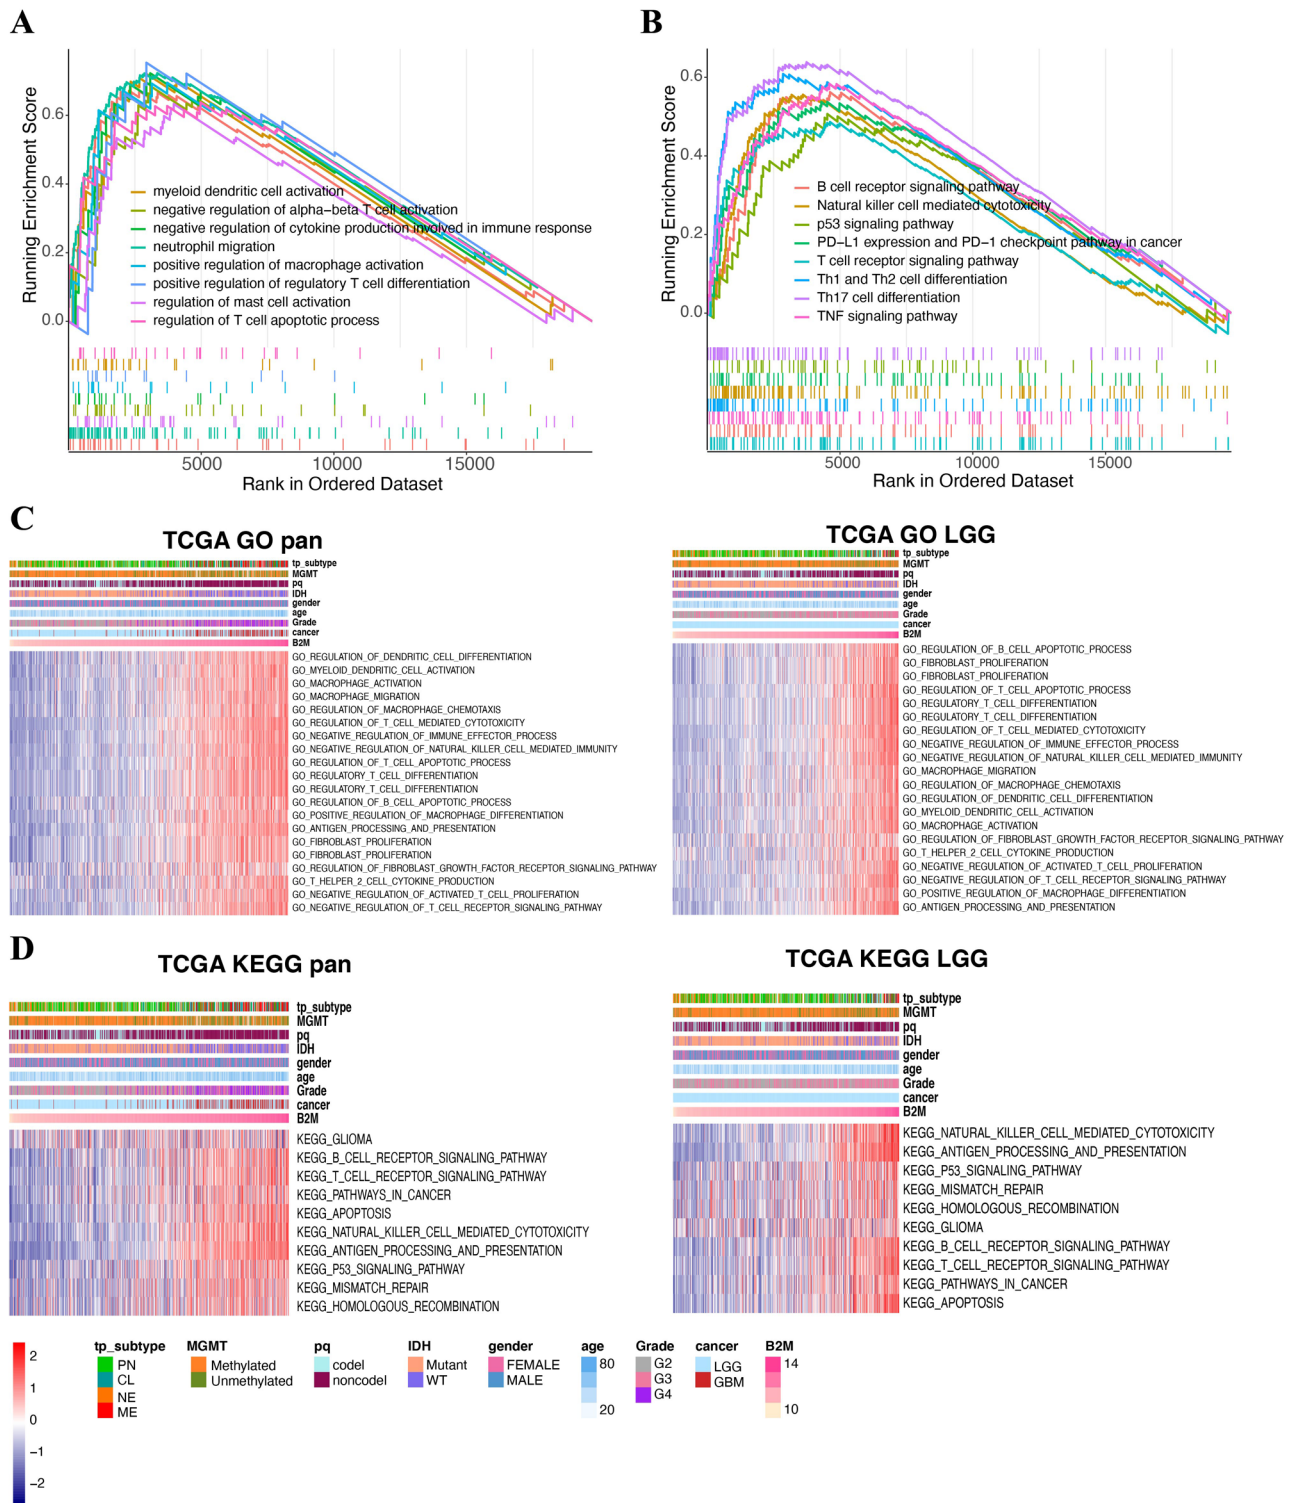 A
Running Enrichment Score
0.6
0.4
0.2
0.0
myeloid dendritic cell activation
negative regulation of alpha−beta T cell activation
negative regulation of cytokine production involved in immune response
neutrophil migration
positive regulation of macrophage activation
positive regulation of regulatory T cell differentiation
regulation of mast cell activation
regulation of T cell apoptotic process
5000 10000 15000
Rank in Ordered Dataset
B
Running Enrichment Score
0.6
0.4
0.2
0.0
B cell receptor signaling pathway
Natural killer cell mediated cytotoxicity
p53 signaling pathway
PD−L1 expression and PD−1 checkpoint pathway in cancer
T cell receptor signaling pathway
Th1 and Th2 cell differentiation
Th17 cell differentiation
TNF signaling pathway
5000 10000 15000
Rank in Ordered Dataset
C
TCGA GO pan
tp_subtype
MGMT
pq
IDH
gender
age
Grade
cancer
B2M
GO_REGULATION_OF_DENDRITIC_CELL_DIFFERENTIATION
GO_MYELOID_DENDRITIC_CELL_ACTIVATION
GO_MACROPHAGE_ACTIVATION
GO_MACROPHAGE_MIGRATION
GO_REGULATION_OF_MACROPHAGE_CHEMOTAXIS
GO_REGULATION_OF_T_CELL_MEDIATED_CYTOTOXICITY
GO_NEGATIVE_REGULATION_OF_IMMUNE_EFFECTOR_PROCESS
GO_NEGATIVE_REGULATION_OF_NATURAL_KILLER_CELL_MEDIATED_IMMUNITY
GO_REGULATION_OF_T_CELL_APOPTOTIC_PROCESS
GO_REGULATORY_T_CELL_DIFFERENTIATION
GO_REGULATORY_T_CELL_DIFFERENTIATION
GO_REGULATION_OF_B_CELL_APOPTOTIC_PROCESS
GO_POSITIVE_REGULATION_OF_MACROPHAGE_DIFFERENTIATION
GO_ANTIGEN_PROCESSING_AND_PRESENTATION
GO_FIBROBLAST_PROLIFERATION
GO_FIBROBLAST_PROLIFERATION
GO_REGULATION_OF_FIBROBLAST_GROWTH_FACTOR_RECEPTOR_SIGNALING_PATHWAY
GO_T_HELPER_2_CELL_CYTOKINE_PRODUCTION
GO_NEGATIVE_REGULATION_OF_ACTIVATED_T_CELL_PROLIFERATION
GO_NEGATIVE_REGULATION_OF_T_CELL_RECEPTOR_SIGNALING_PATHWAY
TCGA GO LGG
tp_subtype
MGMT
pq
IDH
gender
age
Grade
cancer
B2M
GO_REGULATION_OF_B_CELL_APOPTOTIC_PROCESS
GO_FIBROBLAST_PROLIFERATION
GO_FIBROBLAST_PROLIFERATION
GO_REGULATION_OF_T_CELL_APOPTOTIC_PROCESS
GO_REGULATORY_T_CELL_DIFFERENTIATION
GO_REGULATORY_T_CELL_DIFFERENTIATION
GO_REGULATION_OF_T_CELL_MEDIATED_CYTOTOXICITY
GO_NEGATIVE_REGULATION_OF_IMMUNE_EFFECTOR_PROCESS
GO_NEGATIVE_REGULATION_OF_NATURAL_KILLER_CELL_MEDIATED_IMMUNITY
GO_MACROPHAGE_MIGRATION
GO_REGULATION_OF_MACROPHAGE_CHEMOTAXIS
GO_REGULATION_OF_DENDRITIC_CELL_DIFFERENTIATION
GO_MYELOID_DENDRITIC_CELL_ACTIVATION
GO_MACROPHAGE_ACTIVATION
GO_REGULATION_OF_FIBROBLAST_GROWTH_FACTOR_RECEPTOR_SIGNALING_PATHWAY
GO_T_HELPER_2_CELL_CYTOKINE_PRODUCTION
GO_NEGATIVE_REGULATION_OF_ACTIVATED_T_CELL_PROLIFERATION
GO_NEGATIVE_REGULATION_OF_T_CELL_RECEPTOR_SIGNALING_PATHWAY
GO_POSITIVE_REGULATION_OF_MACROPHAGE_DIFFERENTIATION
GO_ANTIGEN_PROCESSING_AND_PRESENTATION
D
TCGA KEGG pan
tp_subtype
MGMT
pq
IDH
gender
age
Grade
cancer
B2M
KEGG_GLIOMA
KEGG_B_CELL_RECEPTOR_SIGNALING_PATHWAY
KEGG_T_CELL_RECEPTOR_SIGNALING_PATHWAY
KEGG_PATHWAYS_IN_CANCER
KEGG_APOPTOSIS
KEGG_NATURAL_KILLER_CELL_MEDIATED_CYTOTOXICITY
KEGG_ANTIGEN_PROCESSING_AND_PRESENTATION
KEGG_P53_SIGNALING_PATHWAY
KEGG_MISMATCH_REPAIR
KEGG_HOMOLOGOUS_RECOMBINATION
TCGA KEGG LGG
tp_subtype
MGMT
pq
IDH
gender
age
Grade
cancer
B2M
KEGG_NATURAL_KILLER_CELL_MEDIATED_CYTOTOXICITY
KEGG_ANTIGEN_PROCESSING_AND_PRESENTATION
KEGG_P53_SIGNALING_PATHWAY
KEGG_MISMATCH_REPAIR
KEGG_HOMOLOGOUS_RECOMBINATION
KEGG_GLIOMA
KEGG_B_CELL_RECEPTOR_SIGNALING_PATHWAY
KEGG_T_CELL_RECEPTOR_SIGNALING_PATHWAY
KEGG_PATHWAYS_IN_CANCER
KEGG_APOPTOSIS
2
1
0
−1
−2
tp_subtype
PN
CL
NE
ME
MGMT
Methylated
Unmethylated
pq
codel
noncodel
IDH
Mutant
WT
gender
FEMALE
MALE
age
80
20
Grade
G2
G3
G4
cancer
LGG
GBM
B2M
14
10